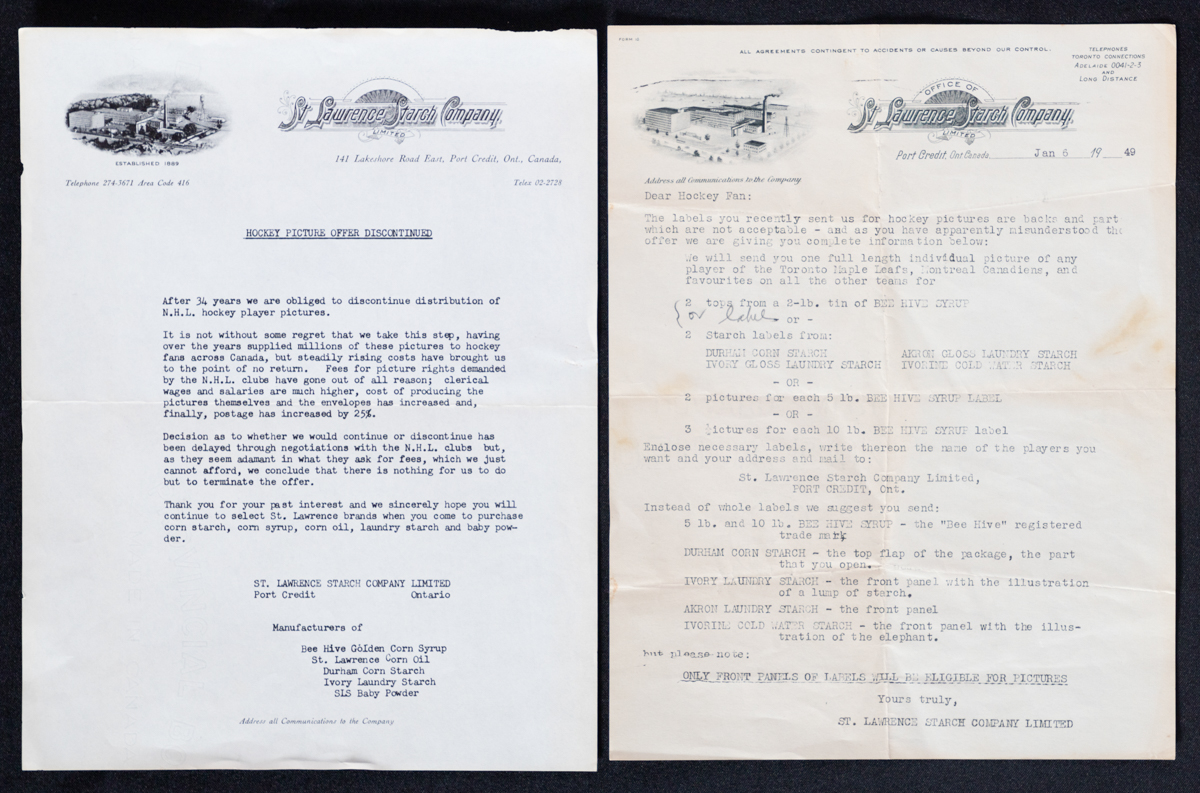 St. Lawrence Starch Company
LIMITED
ESTABLISHED 1889
141 Lakeshore Road East, Port Credit, Ont., Canada,
Telephone 274-3671 Area Code 416
Telex 02-2728
HOCKEY PICTURE OFFER DISCONTINUED
After 34 years we are obliged to discontinue distribution of
N.H.L. hockey player pictures.
It is not without some regret that we take this step, having
over the years supplied millions of these pictures to hockey
fans across Canada, but steadily rising costs have brought us
to the point of no return. Fees for picture rights demanded
by the N.H.L. clubs have gone out of all reason; clerical
wages and salaries are much higher, cost of producing the
pictures themselves and the envelopes has increased and,
finally, postage has increased by 25%.
Decision as to whether we would continue or discontinue has
been delayed through negotiations with the N.H.L. clubs but,
as they seem adamant in what they ask for fees, which we just
cannot afford, we conclude that there is nothing for us to do
but to terminate the offer.
Thank you for your past interest and we sincerely hope you will
continue to select St. Lawrence brands when you come to purchase
corn starch, corn syrup, corn oil, laundry starch and baby pow-
der.
ST. LAWRENCE STARCH COMPANY LIMITED
Port Credit Ontario
Manufacturers of
Bee Hive Golden Corn Syrup
St. Lawrence Corn Oil
Durham Corn Starch
Ivory Laundry Starch
SLS Baby Powder
Address all Communications to the Company
ALL AGREEMENTS CONTINGENT TO ACCIDENTS OR CAUSES BEYOND OUR CONTROL.
TELEPHONES
TORONTO CONNECTIONS
ADELAIDE 0041-2-3
AND
LONG DISTANCE
OFFICE OF
St. Lawrence Starch Company
LIMITED
Port Credit, Ont Canada Jan 6 19 49
Address all Communications to the Company
Dear Hockey Fan:
The labels you recently sent us for hockey pictures are backs and part
which are not acceptable - and as you have apparently misunderstood the
offer we are giving you complete information below:
We will send you one full length individual picture of any
player of the Toronto Maple Leafs, Montreal Canadiens, and
favourites on all the other teams for
2 tops from a 2-lb. tin of BEE HIVE SYRUP
or label
or -
2 Starch labels from:
DURHAM CORN STARCH AKRON GLOSS LAUNDRY STARCH
IVORY GLOSS LAUNDRY STARCH IVORINE COLD WATER STARCH
- OR -
2 pictures for each 5 lb. BEE HIVE SYRUP LABEL
- OR -
3 pictures for each 10 lb. BEE HIVE SYRUP label
Enclose necessary labels, write thereon the name of the players you
want and your address and mail to:
St. Lawrence Starch Company Limited,
PORT CREDIT, Ont.
Instead of whole labels we suggest you send:
5 lb. and 10 lb. BEE HIVE SYRUP - the "Bee Hive" registered
trade mark
DURHAM CORN STARCH - the top flap of the package, the part
that you open.
IVORY LAUNDRY STARCH - the front panel with the illustration
of a lump of starch.
AKRON LAUNDRY STARCH - the front panel
IVORINE COLD WATER STARCH - the front panel with the illus-
tration of the elephant.
but please note:
ONLY FRONT PANELS OF LABELS WILL BE ELIGIBLE FOR PICTURES
Yours truly,
ST. LAWRENCE STARCH COMPANY LIMITED